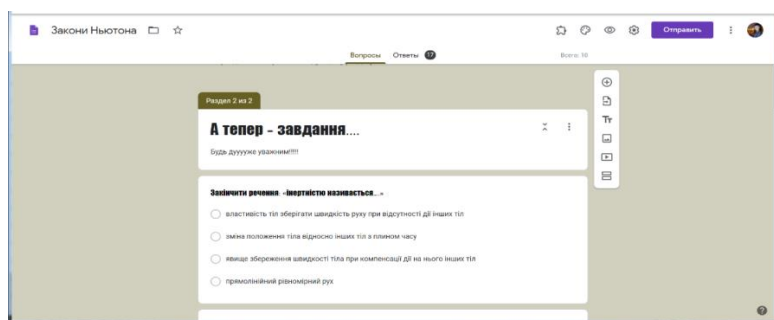 Закони Ньютона
Отправить
Вопросы Ответы 17
Всего: 10
Раздел 2 из 2
А тепер - завдання....
Будь дуууже уважним!!!!
Закінчити речення: «Інертністю називається...»
властивість тіл зберігати швидкість руху при відсутності дії інших тіл
зміна положення тіла відносно інших тіл з плином часу
явище збереження швидкості тіла при компенсації дії на нього інших тіл
прямолінійний рівномірний рух